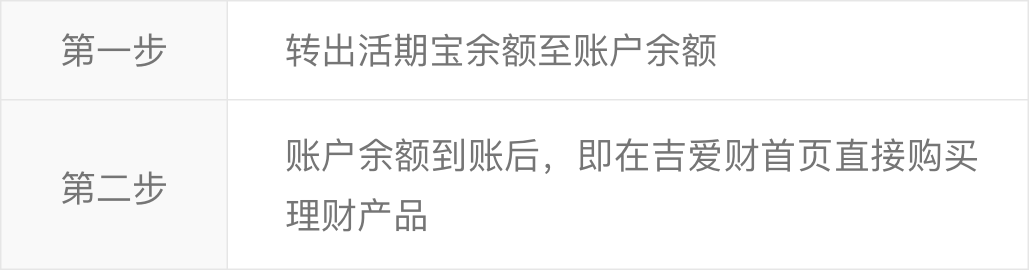 第一步
转出活期宝余额至账户余额
第二步
账户余额到账后，即在吉爱财首页直接购买
理财产品